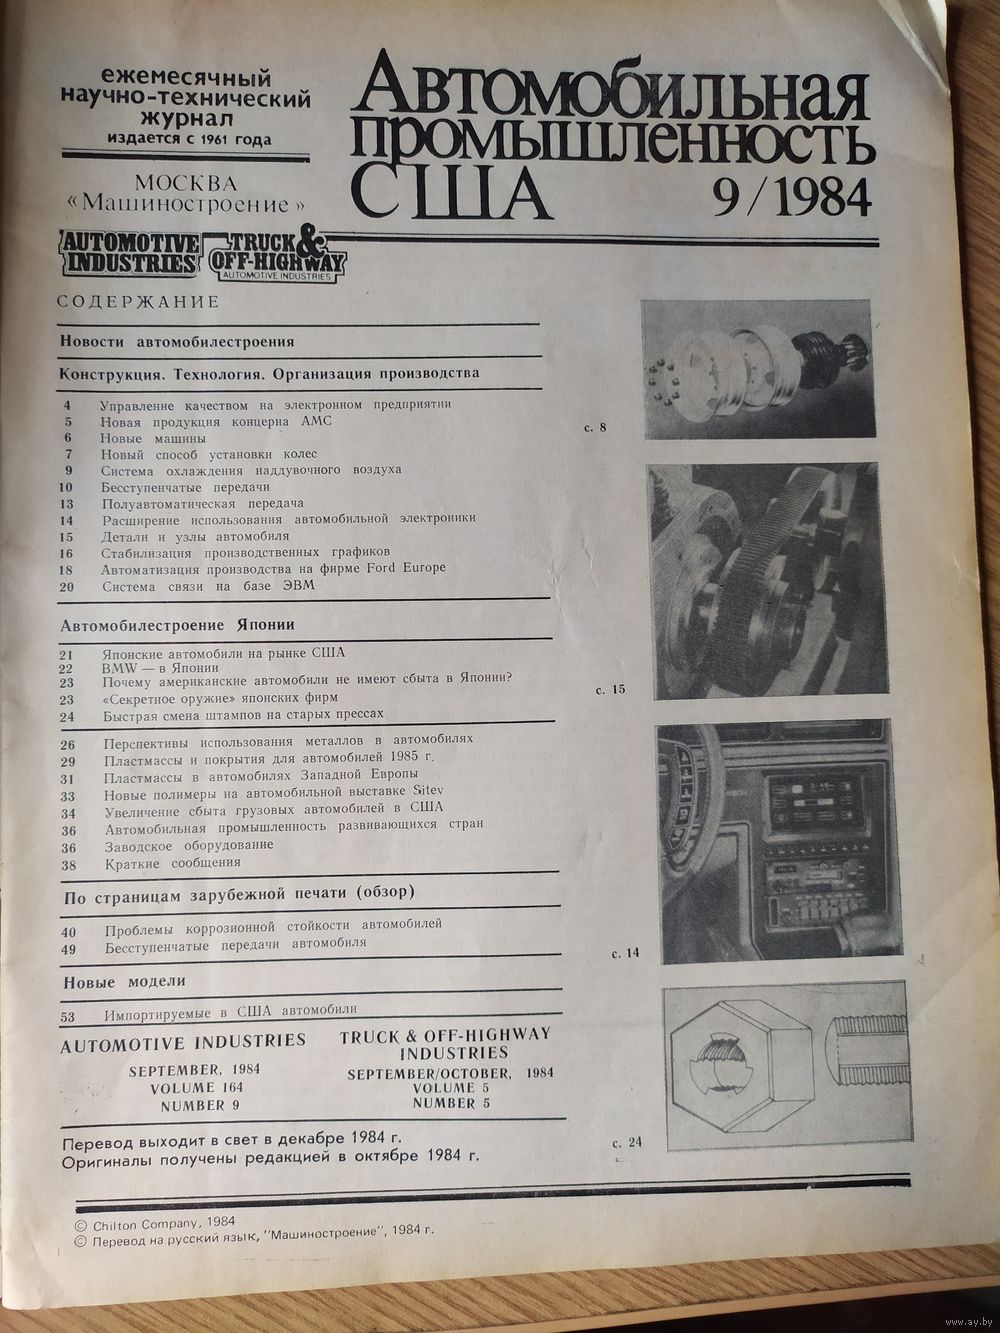 ежемесячный
научно-технический
журнал
издается с 1961 года
МОСКВА
«Машиностроение»
Автомобильная
промышленность
США 9/1984
AUTOMOTIVE
INDUSTRIES
TRUCK &
OFF-HIGHWAY
AUTOMOTIVE INDUSTRIES
СОДЕРЖАНИЕ
Новости автомобилестроения
Конструкция. Технология. Организация производства
4 Управление качеством на электронном предприятии
5 Новая продукция концерна АМС
6 Новые машины
7 Новый способ установки колес
9 Система охлаждения наддувочного воздуха
10 Бесступенчатые передачи
13 Полуавтоматическая передача
14 Расширение использования автомобильной электроники
15 Детали и узлы автомобиля
16 Стабилизация производственных графиков
18 Автоматизация производства на фирме Ford Europe
20 Система связи на базе ЭВМ
Автомобилестроение Японии
21 Японские автомобили на рынке США
22 BMW — в Японии
23 Почему американские автомобили не имеют сбыта в Японии?
23 «Секретное оружие» японских фирм
24 Быстрая смена штампов на старых прессах
26 Перспективы использования металлов в автомобилях
29 Пластмассы и покрытия для автомобилей 1985 г.
31 Пластмассы в автомобилях Западной Европы
33 Новые полимеры на автомобильной выставке Sitev
34 Увеличение сбыта грузовых автомобилей в США
36 Автомобильная промышленность развивающихся стран
36 Заводское оборудование
38 Краткие сообщения
По страницам зарубежной печати (обзор)
40 Проблемы коррозионной стойкости автомобилей
49 Бесступенчатые передачи автомобиля
Новые модели
53 Импортируемые в США автомобили
с. 8
с. 15
с. 14
с. 24
AUTOMOTIVE INDUSTRIES
SEPTEMBER, 1984
VOLUME 164
NUMBER 9
TRUCK & OFF-HIGHWAY
INDUSTRIES
SEPTEMBER/OCTOBER, 1984
VOLUME 5
NUMBER 5
Перевод выходит в свет в декабре 1984 г.
Оригиналы получены редакцией в октябре 1984 г.
© Chilton Company, 1984
© Перевод на русский язык, "Машиностроение", 1984 г.
www.ay.by